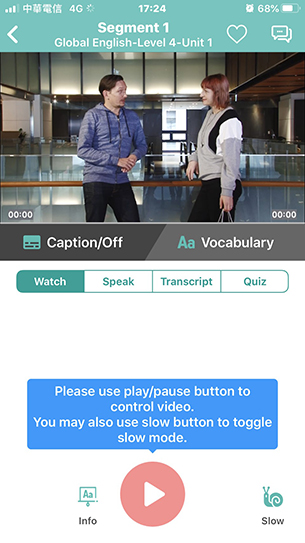 中華電信 4G 17:24 68%
Segment 1
Global English-Level 4-Unit 1
00:00 00:00
Caption/Off Aa Vocabulary
Watch Speak Transcript Quiz
Please use play/pause button to
control video.
You may also use slow button to toggle
slow mode.
Aa
Info Slow